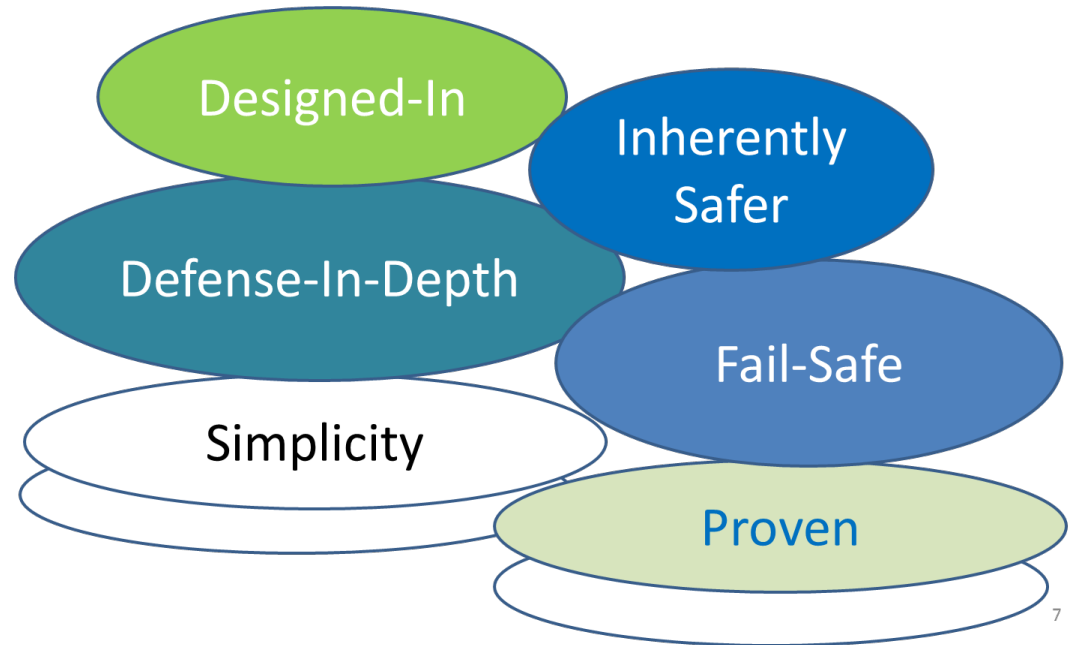 Designed-In
Inherently
Safer
Defense-In-Depth
Fail-Safe
Simplicity
Proven
7